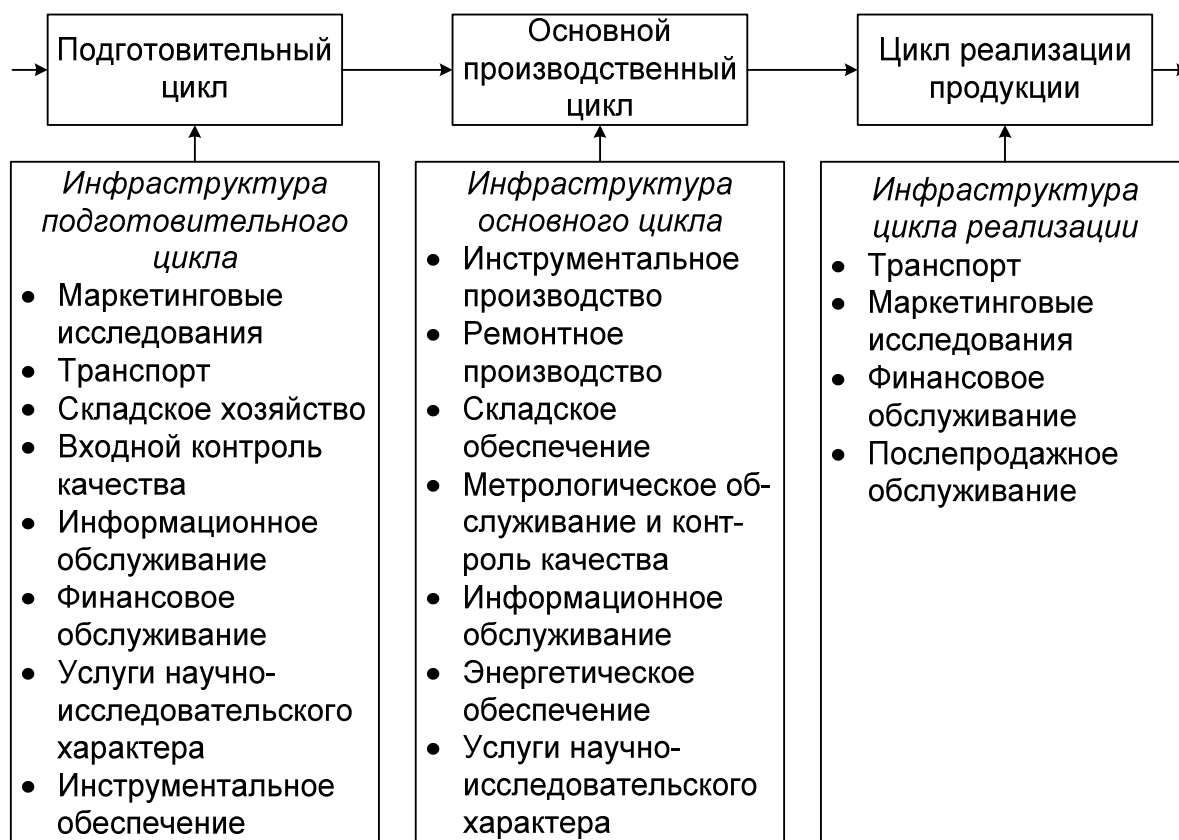 Подготовительный
цикл
Основной
производственный
цикл
Цикл реализации
продукции
Инфраструктура
подготовительного
цикла
• Маркетинговые
исследования
• Транспорт
• Складское хозяйство
• Входной контроль
качества
• Информационное
обслуживание
• Финансовое
обслуживание
• Услуги научно-
исследовательского
характера
• Инструментальное
обеспечение
Инфраструктура
основного цикла
• Инструментальное
производство
• Ремонтное
производство
• Складское
обеспечение
• Метрологическое об-
служивание и конт-
роль качества
• Информационное
обслуживание
• Энергетическое
обеспечение
• Услуги научно-
исследовательского
характера
Инфраструктура
цикла реализации
• Транспорт
• Маркетинговые
исследования
• Финансовое
обслуживание
• Послепродажное
обслуживание